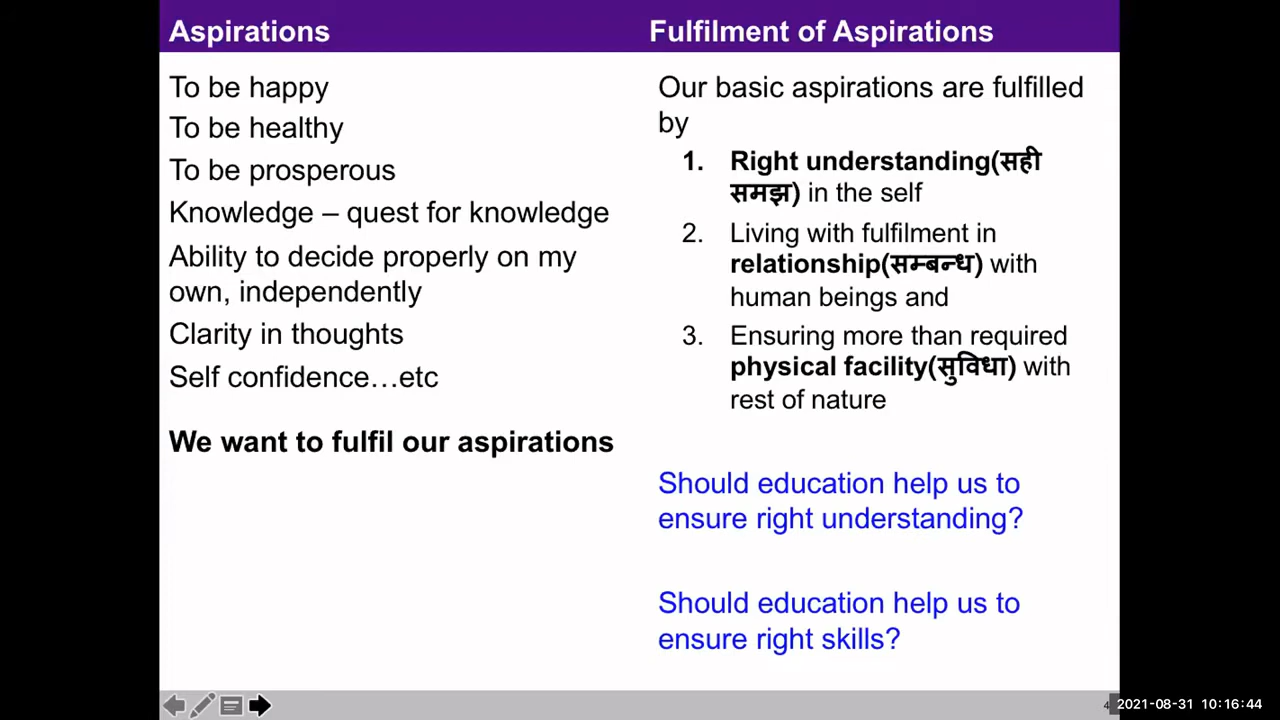 Aspirations
Fulfilment of Aspirations
To be happy
To be healthy
To be prosperous
Knowledge – quest for knowledge
Ability to decide properly on my
own, independently
Clarity in thoughts
Self confidence…etc
We want to fulfil our aspirations
Our basic aspirations are fulfilled
by
1. Right understanding(सही
समझ) in the self
2. Living with fulfilment in
relationship(सम्बन्ध) with
human beings and
3. Ensuring more than required
physical facility(सुविधा) with
rest of nature
Should education help us to
ensure right understanding?
Should education help us to
ensure right skills?
4
2021-08-31 10:16:44